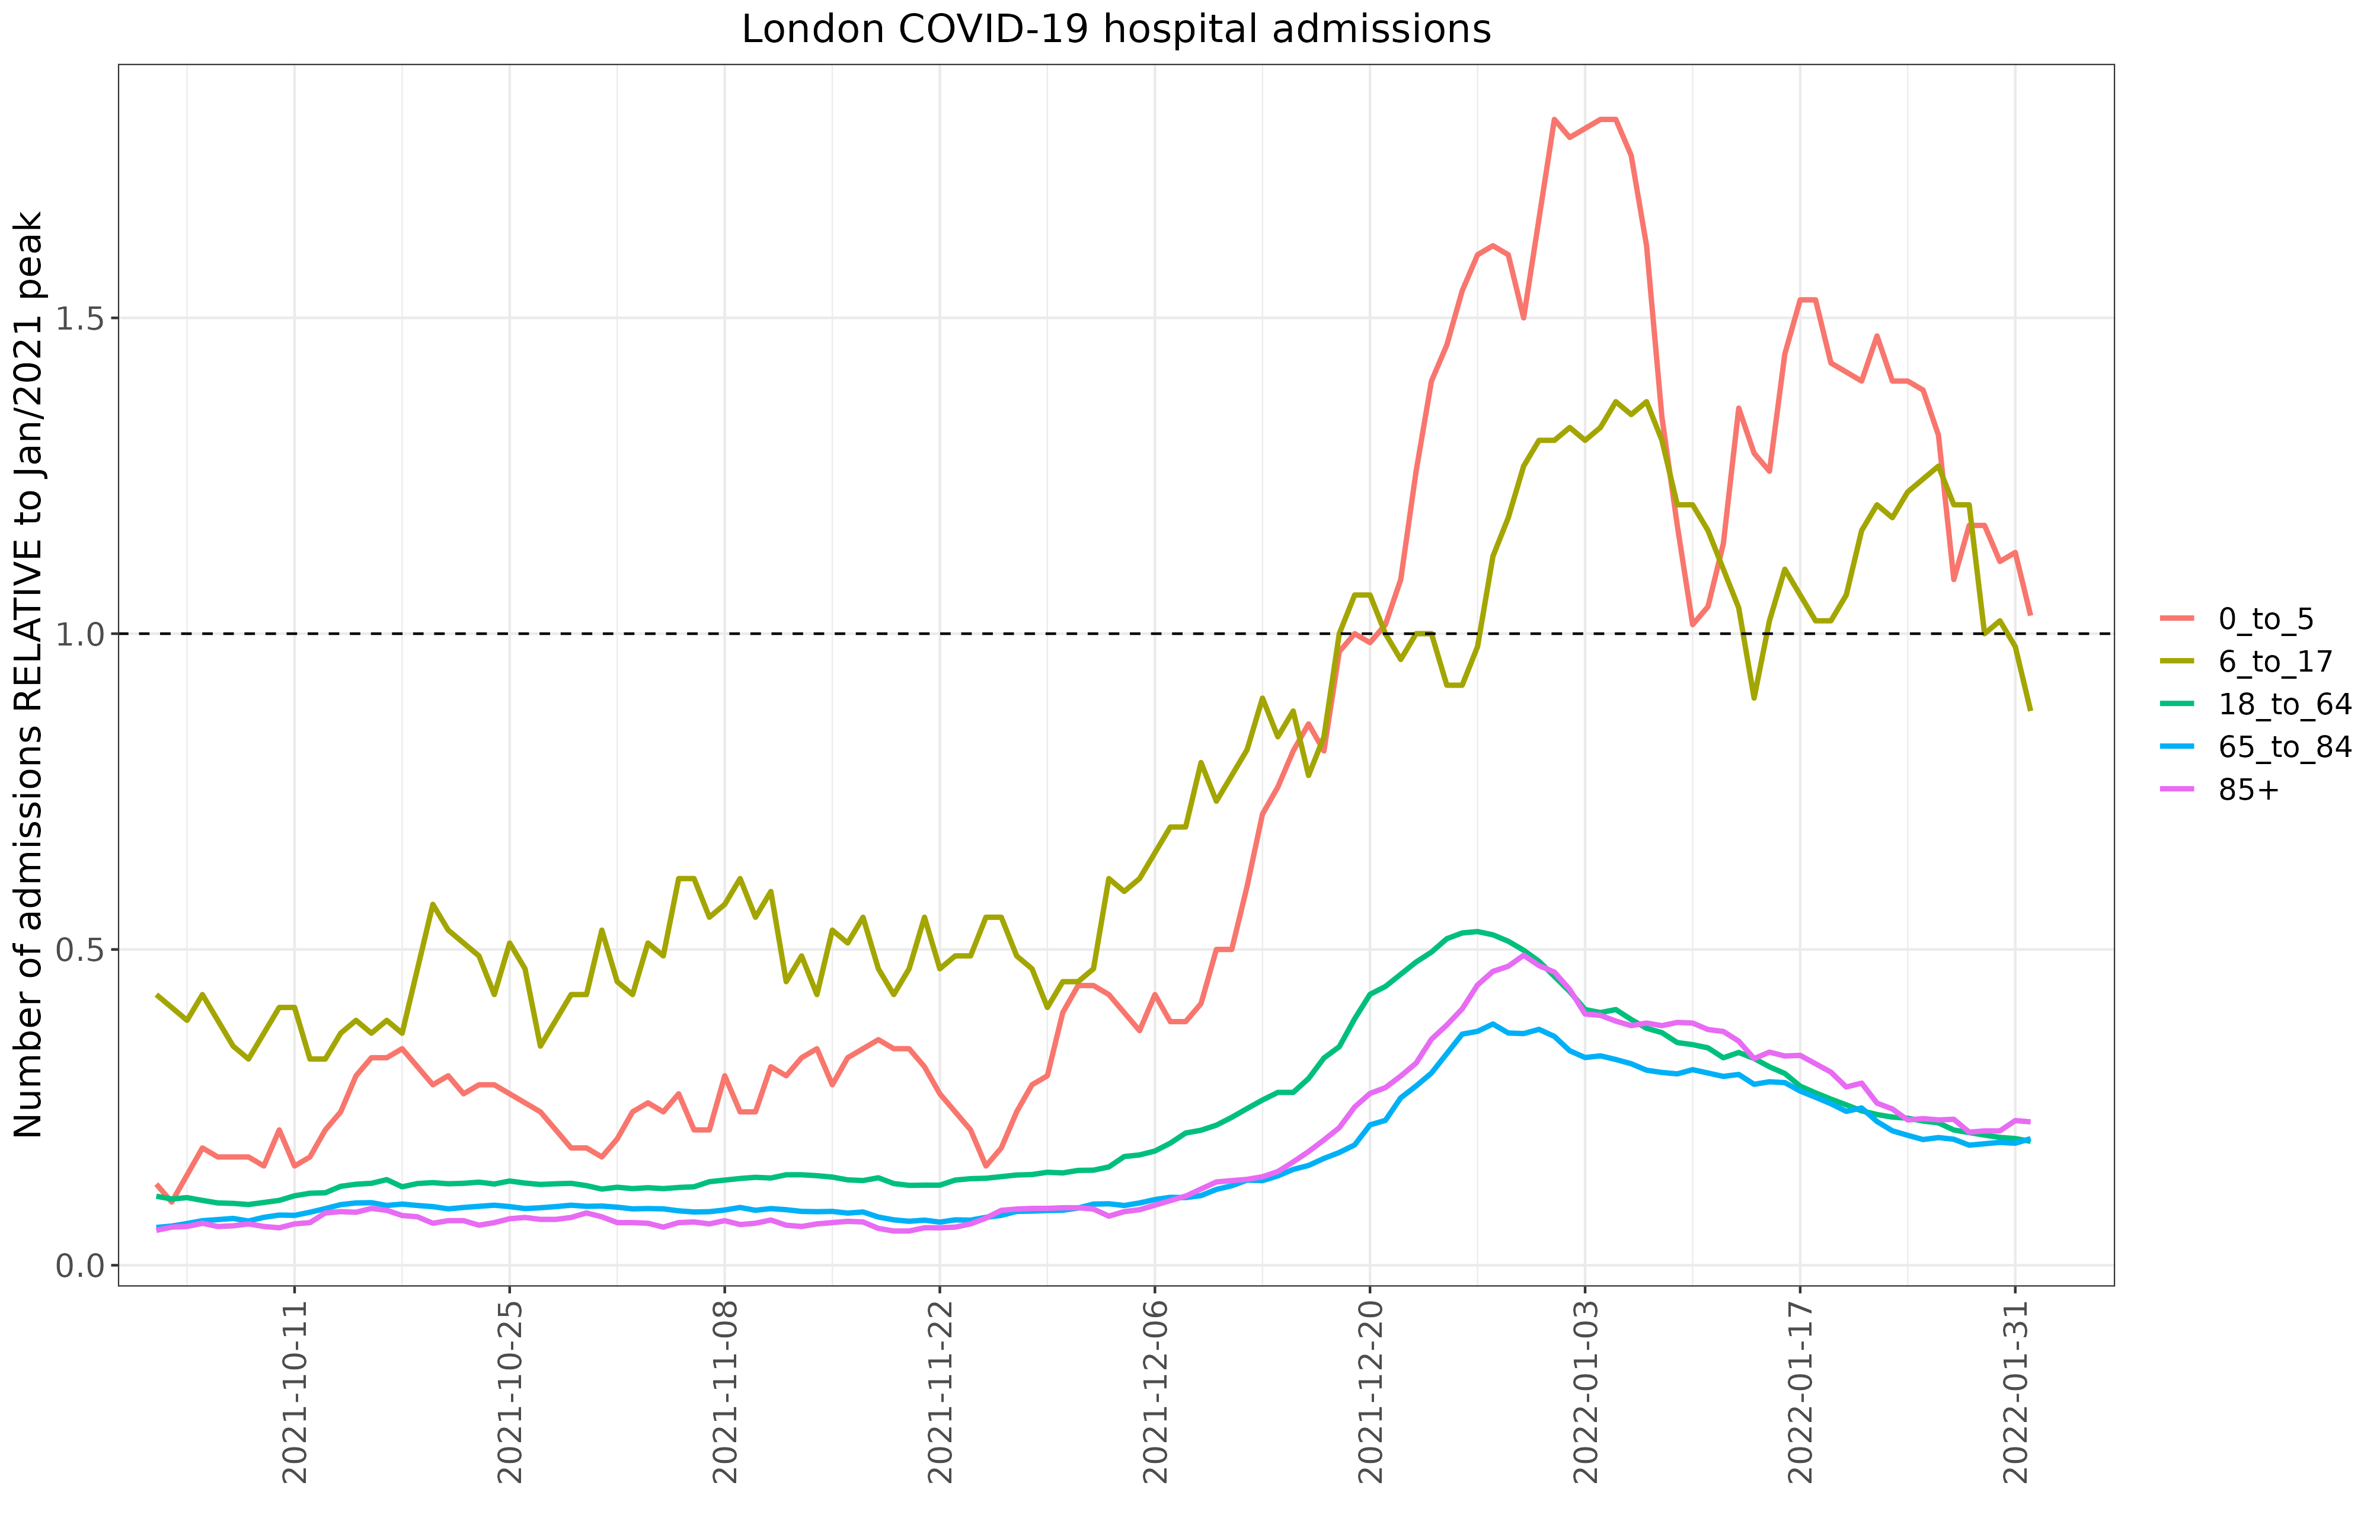 London COVID-19 hospital admissions
Number of admissions RELATIVE to Jan/2021 peak
1.5
1.0
0.5
0.0
2021-10-11
2021-10-25
2021-11-08
2021-11-22
2021-12-06
2021-12-20
2022-01-03
2022-01-17
2022-01-31
0_to_5
6_to_17
18_to_64
65_to_84
85+